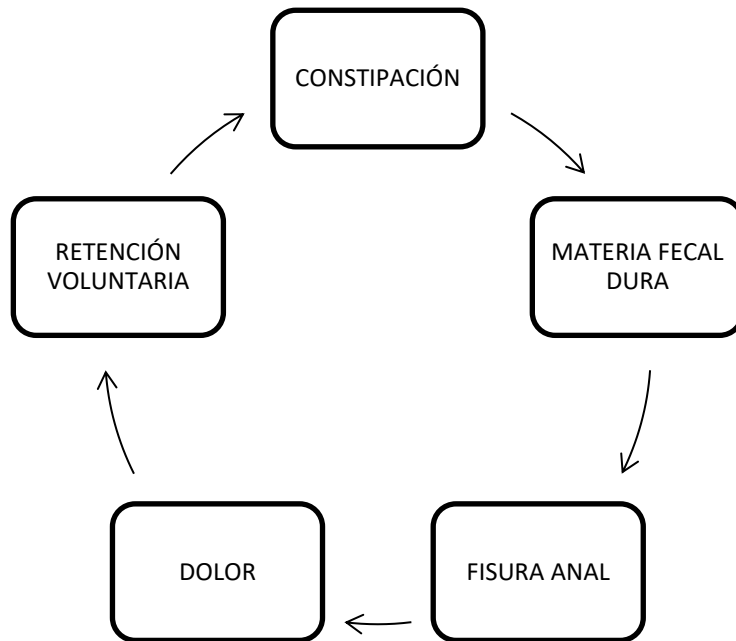 CONSTIPACIÓN
MATERIA FECAL
DURA
FISURA ANAL
DOLOR
RETENCIÓN
VOLUNTARIA